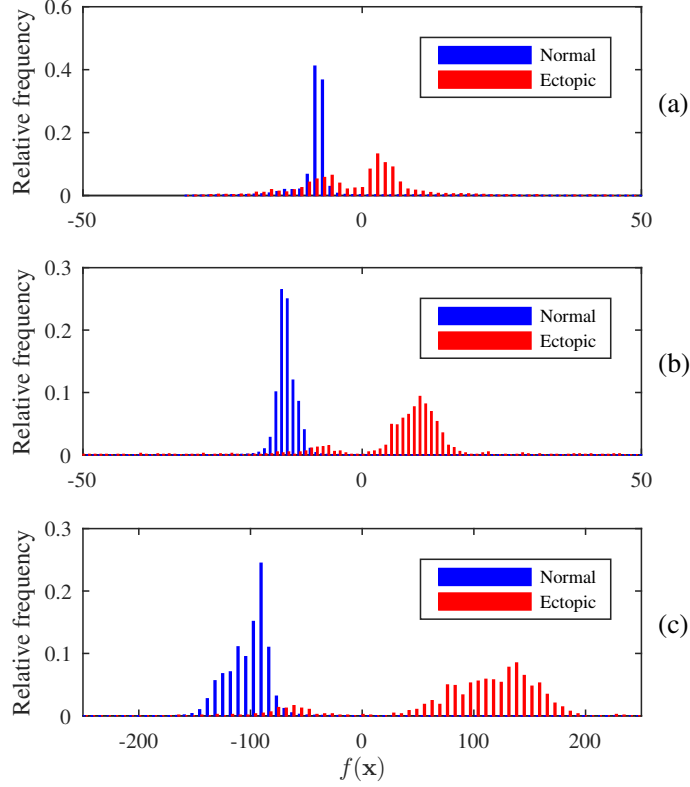 0.6
0.4
0.2
0
Relative frequency
Normal
Ectopic
(a)
-50
0
50
0.3
0.2
0.1
0
Relative frequency
Normal
Ectopic
(b)
-50
0
50
0.3
0.2
0.1
0
Relative frequency
Normal
Ectopic
(c)
-200
-100
0
100
200
f(x)